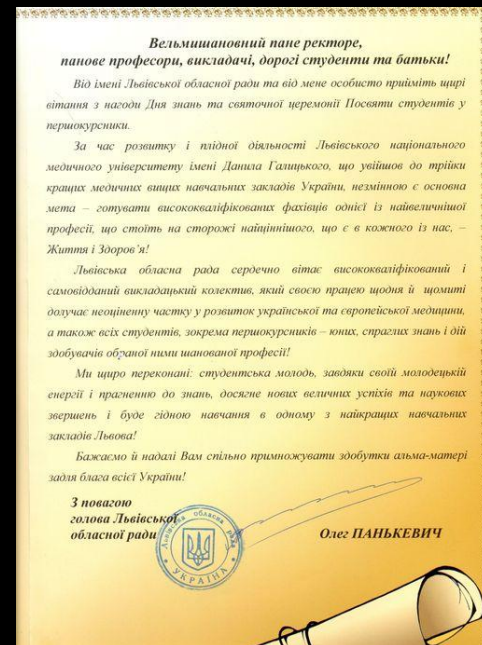 Вельмишановний пане ректоре,
панове професори, викладачі, дорогі студенти та батьки!
Від імені Львівської обласної ради та від мене особисто прийміть щирі
вітання з нагоди Дня знань та святочної церемонії Посвяти студентів у
першокурсники.
За час розвитку і плідної діяльності Львівського національного
медичного університету імені Данила Галицького, що увійшов до трійки
кращих медичних вищих навчальних закладів України, незмінною є основна
мета – готувати висококваліфікованих фахівців однієї із найвеличнішої
професії, що стоїть на сторожі найціннішого, що є в кожного із нас, –
Життя і Здоров'я!
Львівська обласна рада сердечно вітає висококваліфікований і
самовідданий викладацький колектив, який своєю працею щодня й щомиті
долучає неоціненну частку у розвиток української та європейської медицини,
а також всіх студентів, зокрема першокурсників – юних, спраглих знань і дій
здобувачів обраної ними шанованої професії!
Ми щиро переконані: студентська молодь, завдяки своїй молодецькій
енергії і прагненню до знань, досягне нових величних успіхів та наукових
звершень і буде гідною навчання в одному з найкращих навчальних
закладів Львова!
Бажаємо й надалі Вам спільно примножувати здобутки альма-матері
задля блага всієї України!
З повагою
голова Львівської
обласної ради
Олег ПАНЬКЕВИЧ
Львівська обласна рада
УКРАЇНА